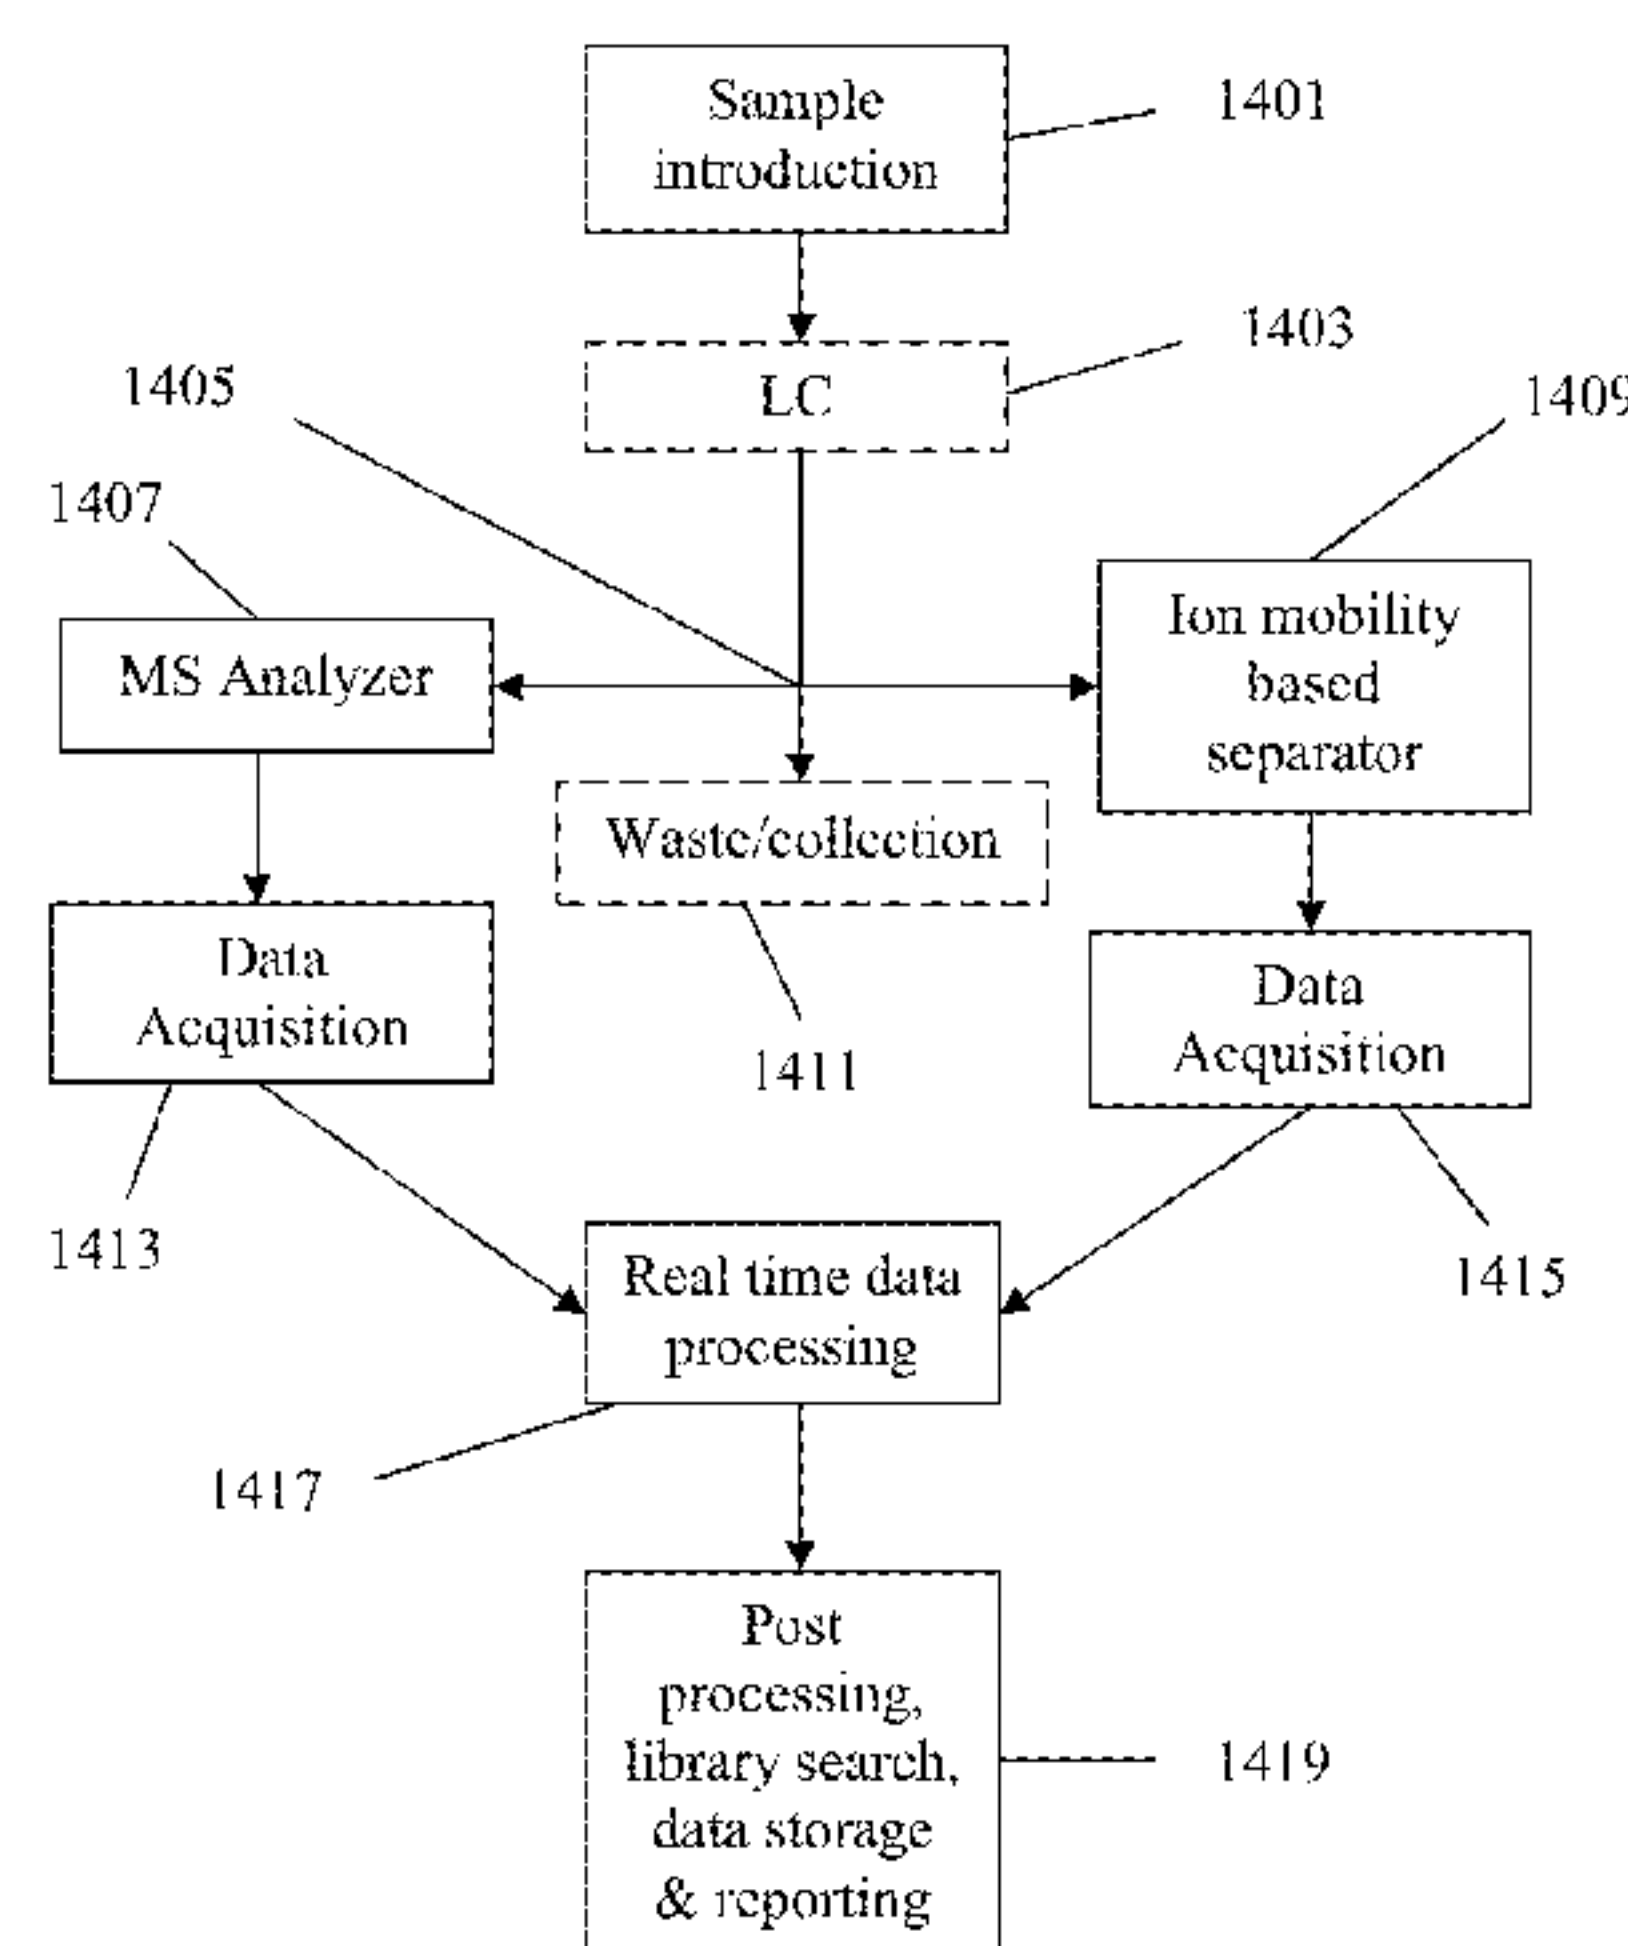 Sample
introduction
1401
LC
1403
1405
1407
1409
MS Analyzer
Ion mobility
based
separator
Waste/collection
1411
Data
Acquisition
1413
Data
Acquisition
1415
Real time data
processing
1417
Post
processing,
library search,
data storage
& reporting
1419